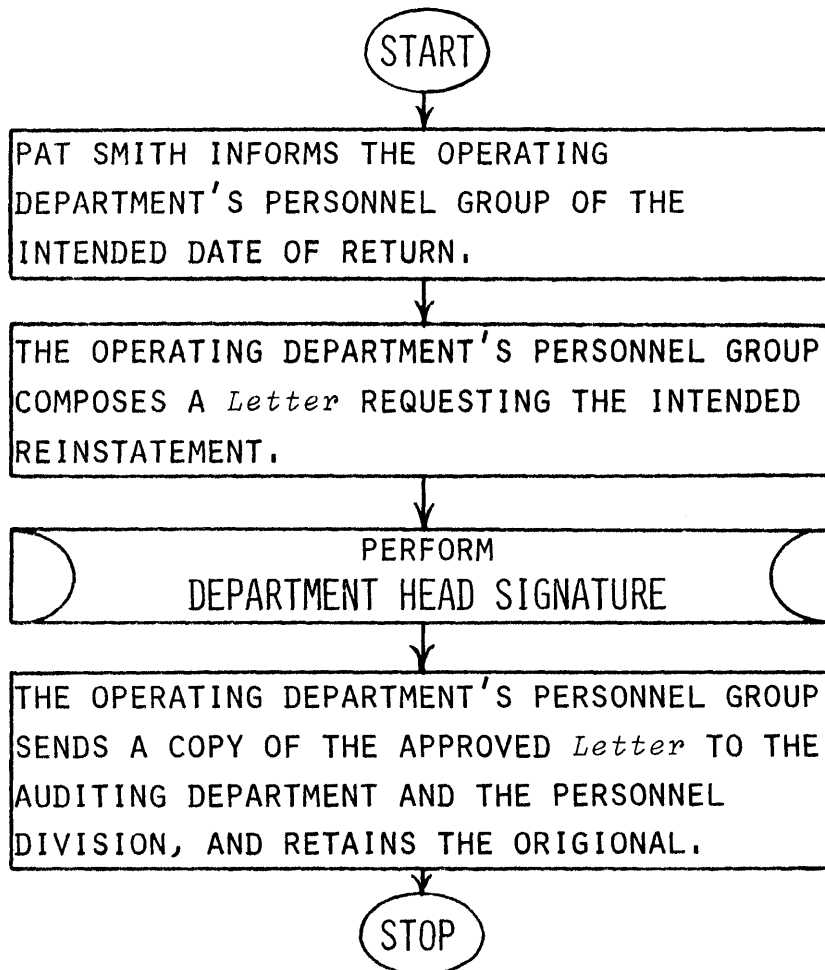 START
PAT SMITH INFORMS THE OPERATING
DEPARTMENT'S PERSONNEL GROUP OF THE
INTENDED DATE OF RETURN.
THE OPERATING DEPARTMENT'S PERSONNEL GROUP
COMPOSES A Letter REQUESTING THE INTENDED
REINSTATEMENT.
PERFORM
DEPARTMENT HEAD SIGNATURE
THE OPERATING DEPARTMENT'S PERSONNEL GROUP
SENDS A COPY OF THE APPROVED Letter TO THE
AUDITING DEPARTMENT AND THE PERSONNEL
DIVISION, AND RETAINS THE ORIGIONAL.
STOP